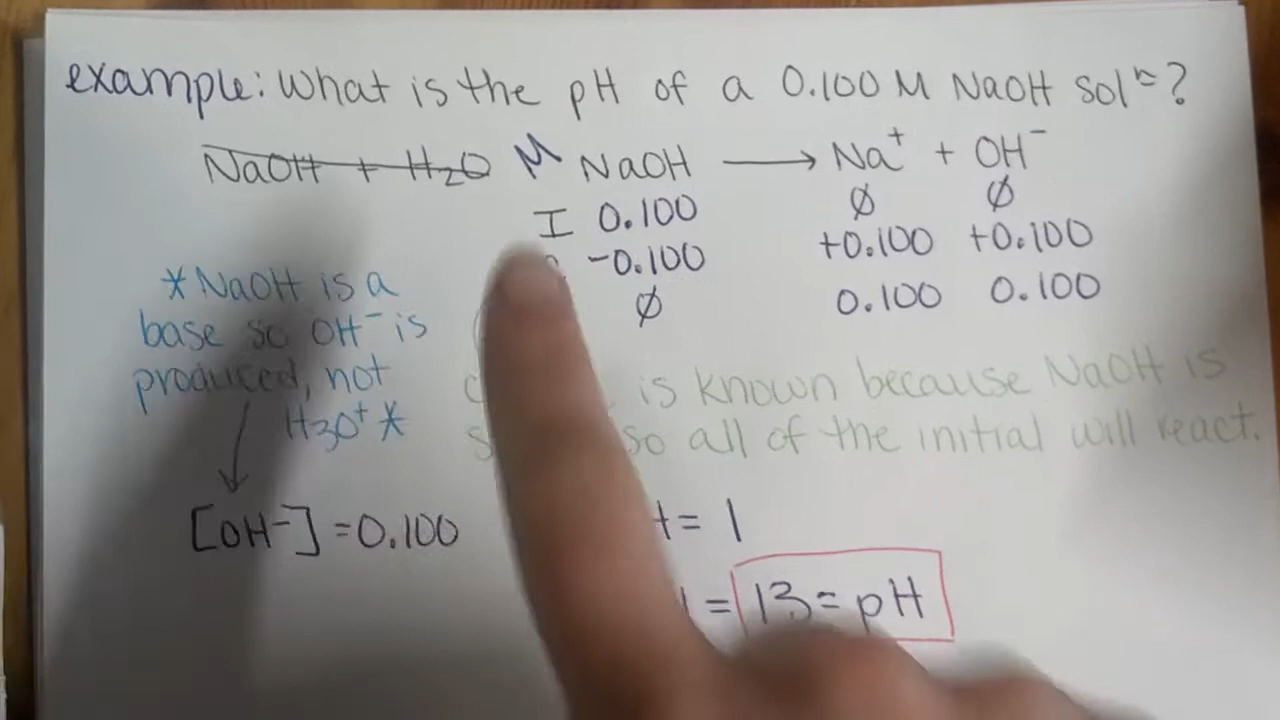 example: What is the pH of a 0.100 M NaOH solⁿ?
NaOH + H₂O M NaOH → Na⁺ + OH⁻
I 0.100 ∅ ∅
-0.100 +0.100 +0.100
∅ 0.100 0.100
*NaOH is a
base so OH⁻ is
produced, not
H3O⁺*
is known because NaOH is
so all of the initial will react.
[OH⁻] = 0.100
= 1
= 13 = pH